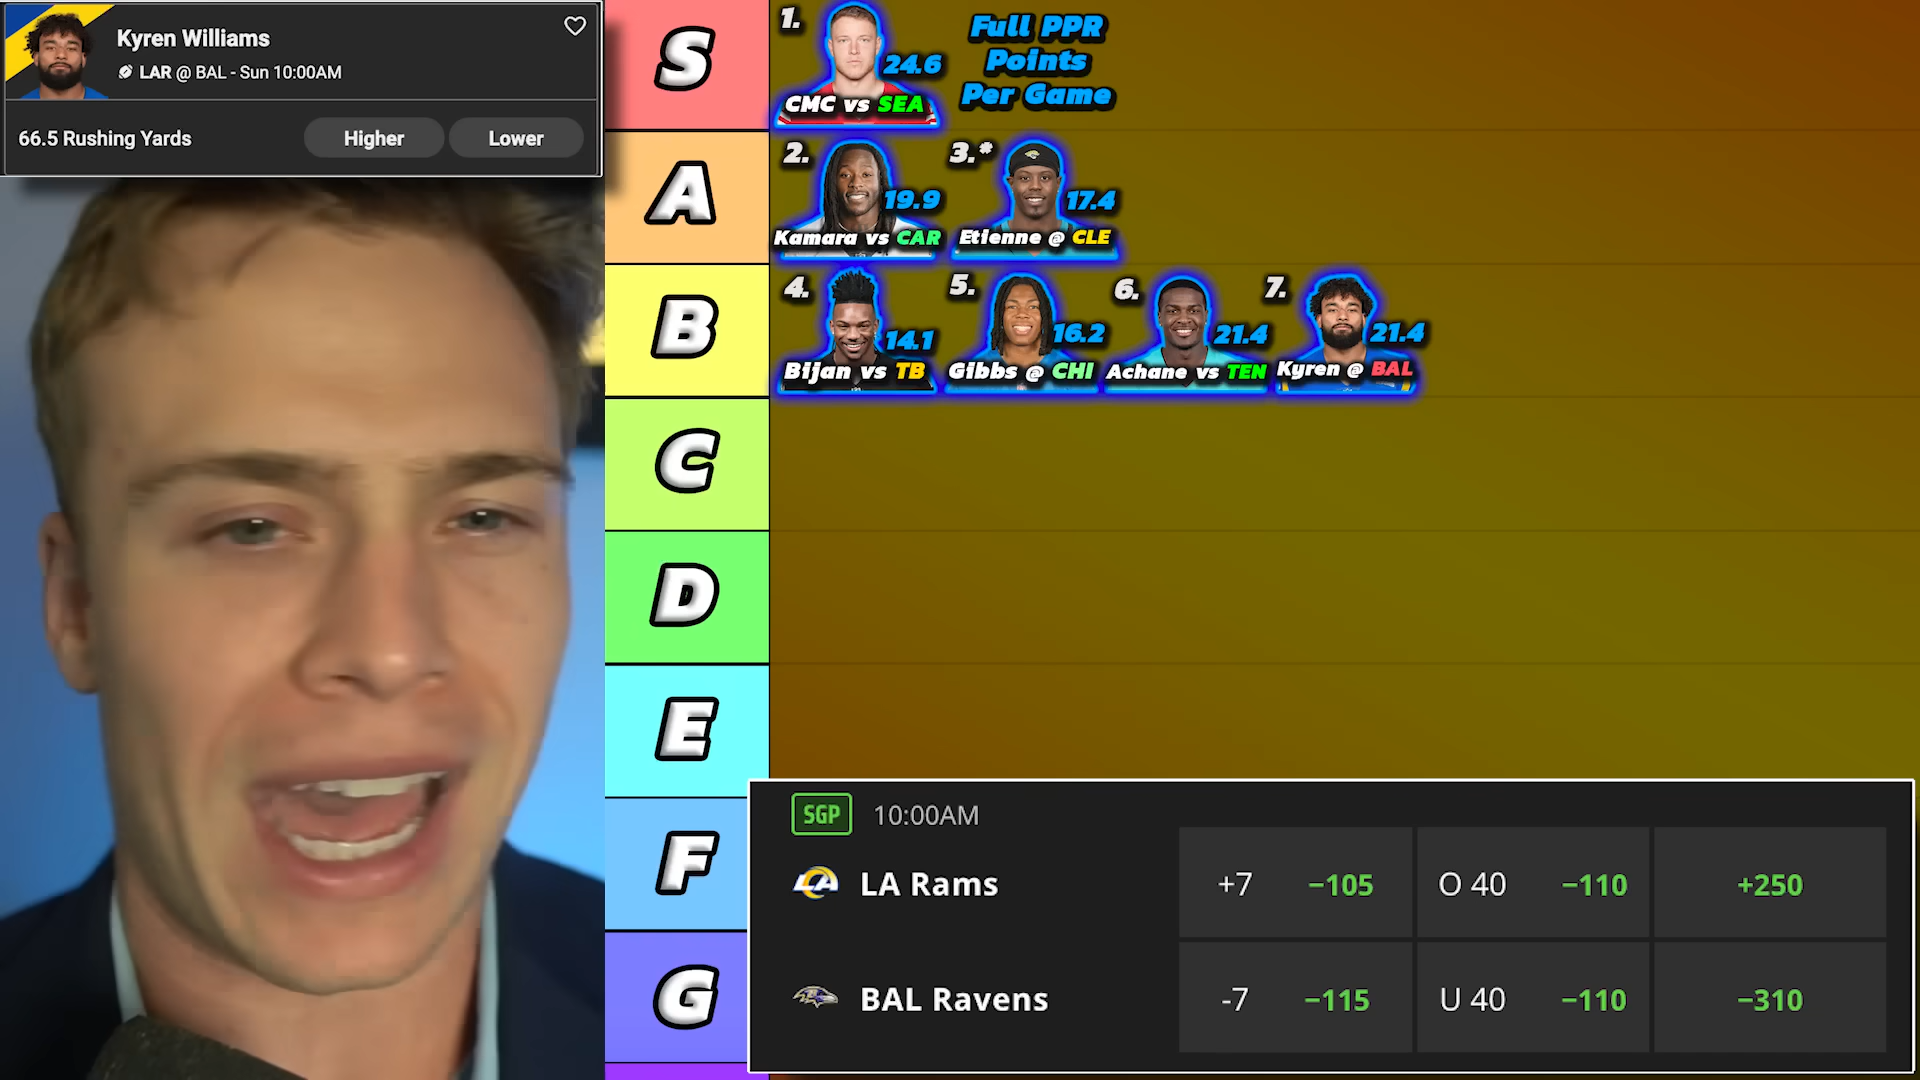 Kyren Williams
LAR @ BAL - Sun 10:00AM
66.5 Rushing Yards
Higher
Lower
S
1.
24.6
CMC vs SEA
Full PPR
Points
Per Game
A
2.
19.9
Kamara vs CAR
3.*
17.4
Etienne @ CLE
B
4.
14.1
Bijan vs TB
5.
16.2
Gibbs @ CHI
6.
21.4
Achane vs TEN
7.
21.4
Kyren @ BAL
C
D
E
F
G
SGP 10:00AM
LA Rams +7 −105 O 40 −110 +250
BAL Ravens -7 −115 U 40 −110 −310